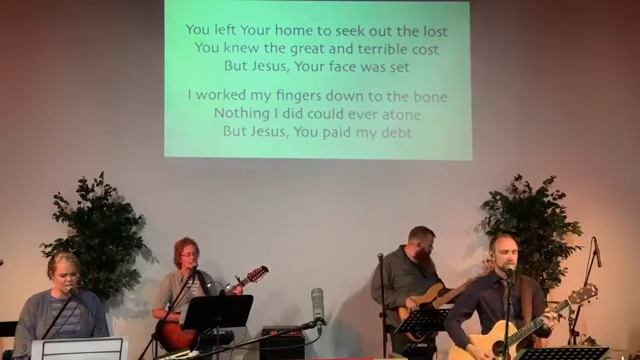 You left Your home to seek out the lost
You knew the great and terrible cost
But Jesus, Your face was set
I worked my fingers down to the bone
Nothing I did could ever atone
But Jesus, You paid my debt